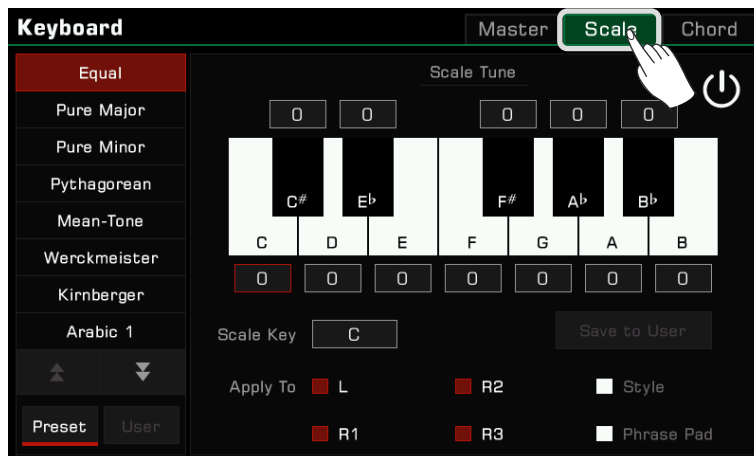 Keyboard Master Scale Chord
Equal
Pure Major
Pure Minor
Pythagorean
Mean-Tone
Werckmeister
Kirnberger
Arabic 1
Preset User
Scale Tune
0 0 0 0 0
C# E♭ F# A♭ B♭
C D E F G A B
0 0 0 0 0 0 0
Scale Key C Save to User
Apply To L R2 Style
R1 R3 Phrase Pad